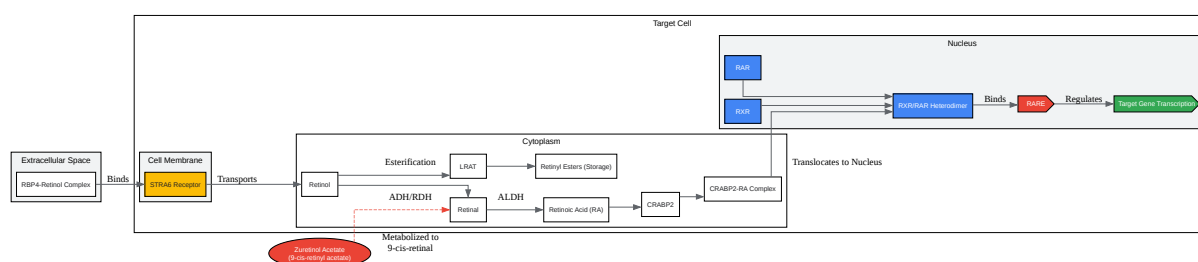 Target Cell
Nucleus
RAR
RXR
RXR/RAR Heterodimer
Binds
RARE
Regulates
Target Gene Transcription
Cytoplasm
Extracellular Space
RBP4-Retinol Complex
Binds
Cell Membrane
STRA6 Receptor
Transports
Retinol
Esterification
LRAT
Retinyl Esters (Storage)
ADH/RDH
Retinal
ALDH
Retinoic Acid (RA)
CRABP2
CRABP2-RA Complex
Translocates to Nucleus
Metabolized to
9-cis-retinal
Zuretinol Acetate
(9-cis-retinyl acetate)